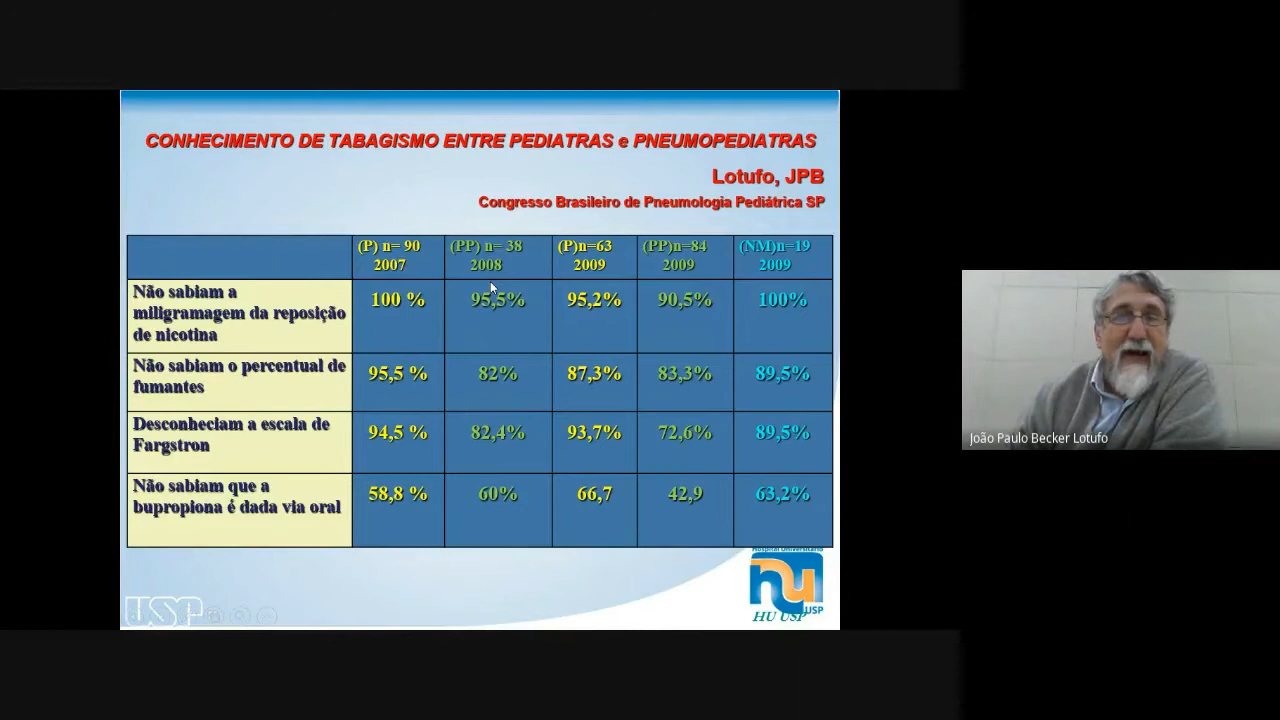 CONHECIMENTO DE TABAGISMO ENTRE PEDIATRAS e PNEUMOPEDIATRAS
Lotufo, JPB
Congresso Brasileiro de Pneumologia Pediátrica SP
(P) n= 90 (PP) n= 38 (P)n=63 (PP)n=84 (NM)n=19
2007 2008 2009 2009 2009
Não sabiam a
miligramagem da reposição
de nicotina
100 % 95,5% 95,2% 90,5% 100%
Não sabiam o percentual de
fumantes
95,5 % 82% 87,3% 83,3% 89,5%
Desconheciam a escala de
Fargstron
94,5 % 82,4% 93,7% 72,6% 89,5%
Não sabiam que a
bupropiona é dada via oral
58,8 % 60% 66,7 42,9 63,2%
Hospital Universitário
hu
USP
HU USP
USP
João Paulo Becker Lotufo